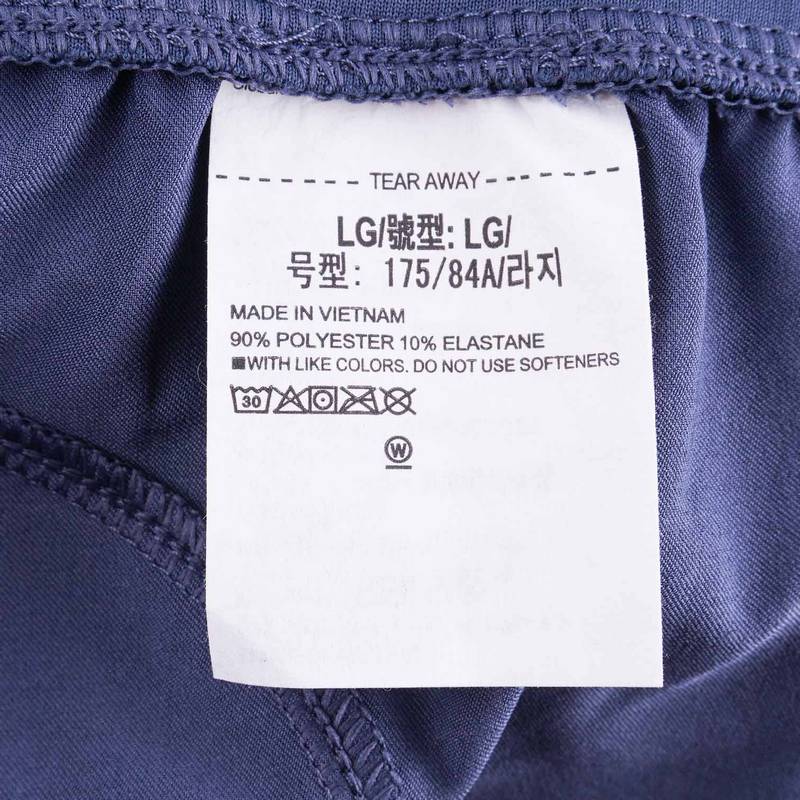 TEAR AWAY
LG/號型: LG/
号型: 175/84A/라지
MADE IN VIETNAM
90% POLYESTER 10% ELASTANE
WITH LIKE COLORS. DO NOT USE SOFTENERS
30
W